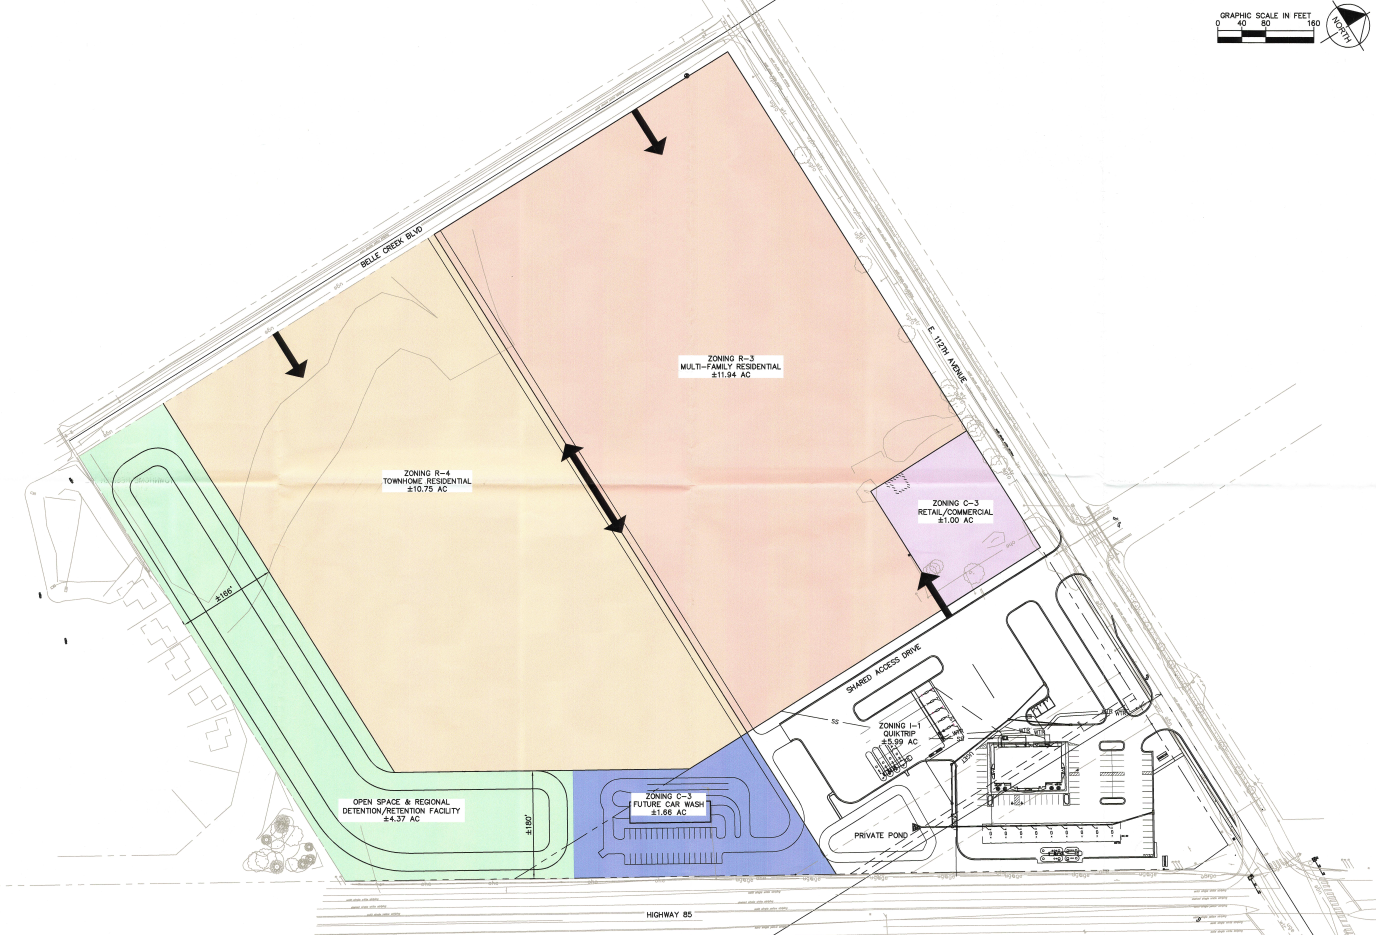 GRAPHIC SCALE IN FEET
0 40 80 160
NORTH
BELLE CREEK BLVD
E. 112TH AVENUE
ZONING R-3
MULTI-FAMILY RESIDENTIAL
±11.94 AC
ZONING R-4
TOWNHOME RESIDENTIAL
±10.75 AC
ZONING C-3
RETAIL/COMMERCIAL
±1.00 AC
±166'
SHARED ACCESS DRIVE
SS
ZONING I-1
QUIKTRIP
±5.99 AC
OPEN SPACE & REGIONAL
DETENTION/RETENTION FACILITY
±4.37 AC
±180'
ZONING C-3
FUTURE CAR WASH
±1.66 AC
PRIVATE POND
HIGHWAY 85